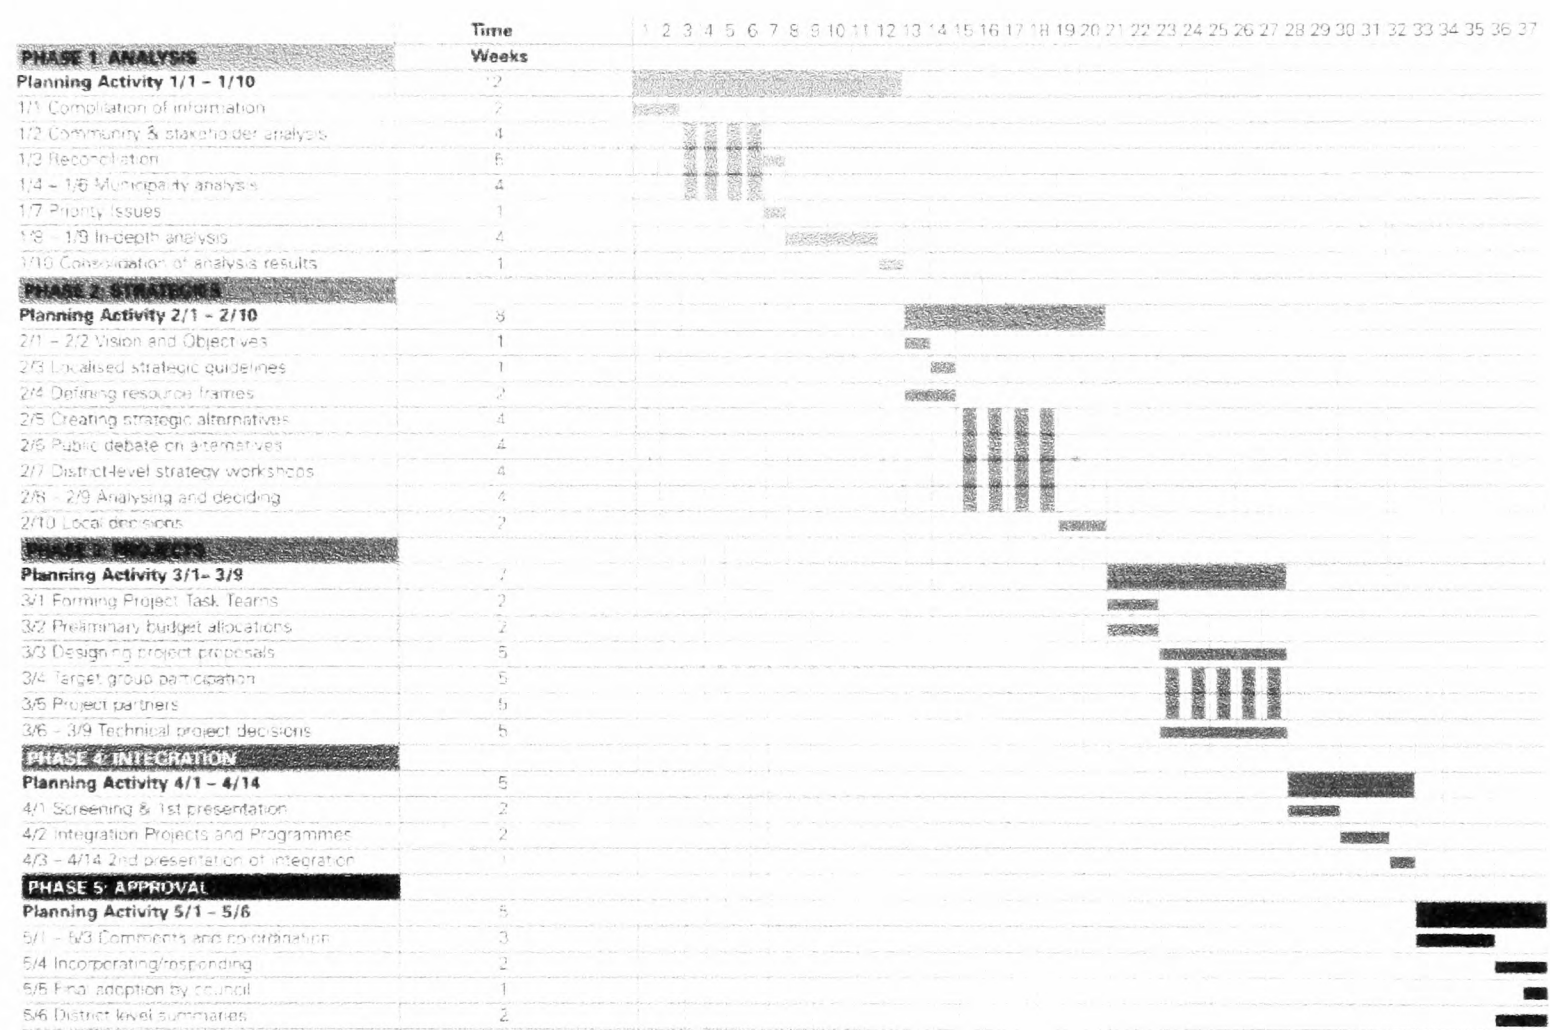 Time 1 2 3 4 5 6 7 8 9 10 11 12 13 14 15 16 17 18 19 20 21 22 23 24 25 26 27 28 29 30 31 32 33 34 35 36 37
PHASE 1: ANALYSIS Weeks
Planning Activity 1/1 – 1/10 12
1/1 Compilation of information 2
1/2 Community & stakeholder analysis 4
1/3 Reconciliation
1/4 – 1/6 Municipality analysis 4
1/7 Priority Issues 1
1/8 – 1/9 In-depth analysis 4
1/10 Consolidation of analysis results 1
PHASE 2: STRATEGIES
Planning Activity 2/1 – 2/10 8
2/1 – 2/2 Vision and Objectives 1
2/3 Localised strategic guidelines 1
2/4 Defining resource frames 2
2/5 Creating strategic alternatives 4
2/6 Public debate on alternatives 4
2/7 District-level strategy workshops 4
2/8 – 2/9 Analysing and deciding 4
2/10 Local decisions 2
PHASE 3: PROJECTS
Planning Activity 3/1– 3/9 7
3/1 Forming Project Task Teams 2
3/2 Preliminary budget allocations 2
3/3 Designing project proposals 5
3/4 Target group participation 5
3/5 Project partners 5
3/6 – 3/9 Technical project decisions 5
PHASE 4: INTEGRATION
Planning Activity 4/1 – 4/14 5
4/1 Screening & 1st presentation 2
4/2 Integration Projects and Programmes 2
4/3 – 4/14 2nd presentation of integration 1
PHASE 5: APPROVAL
Planning Activity 5/1 – 5/6 5
5/1 – 5/3 Comments and co-ordination 3
5/4 Incorporating/responding 2
5/5 Final adoption by council 1
5/6 District level summaries 2